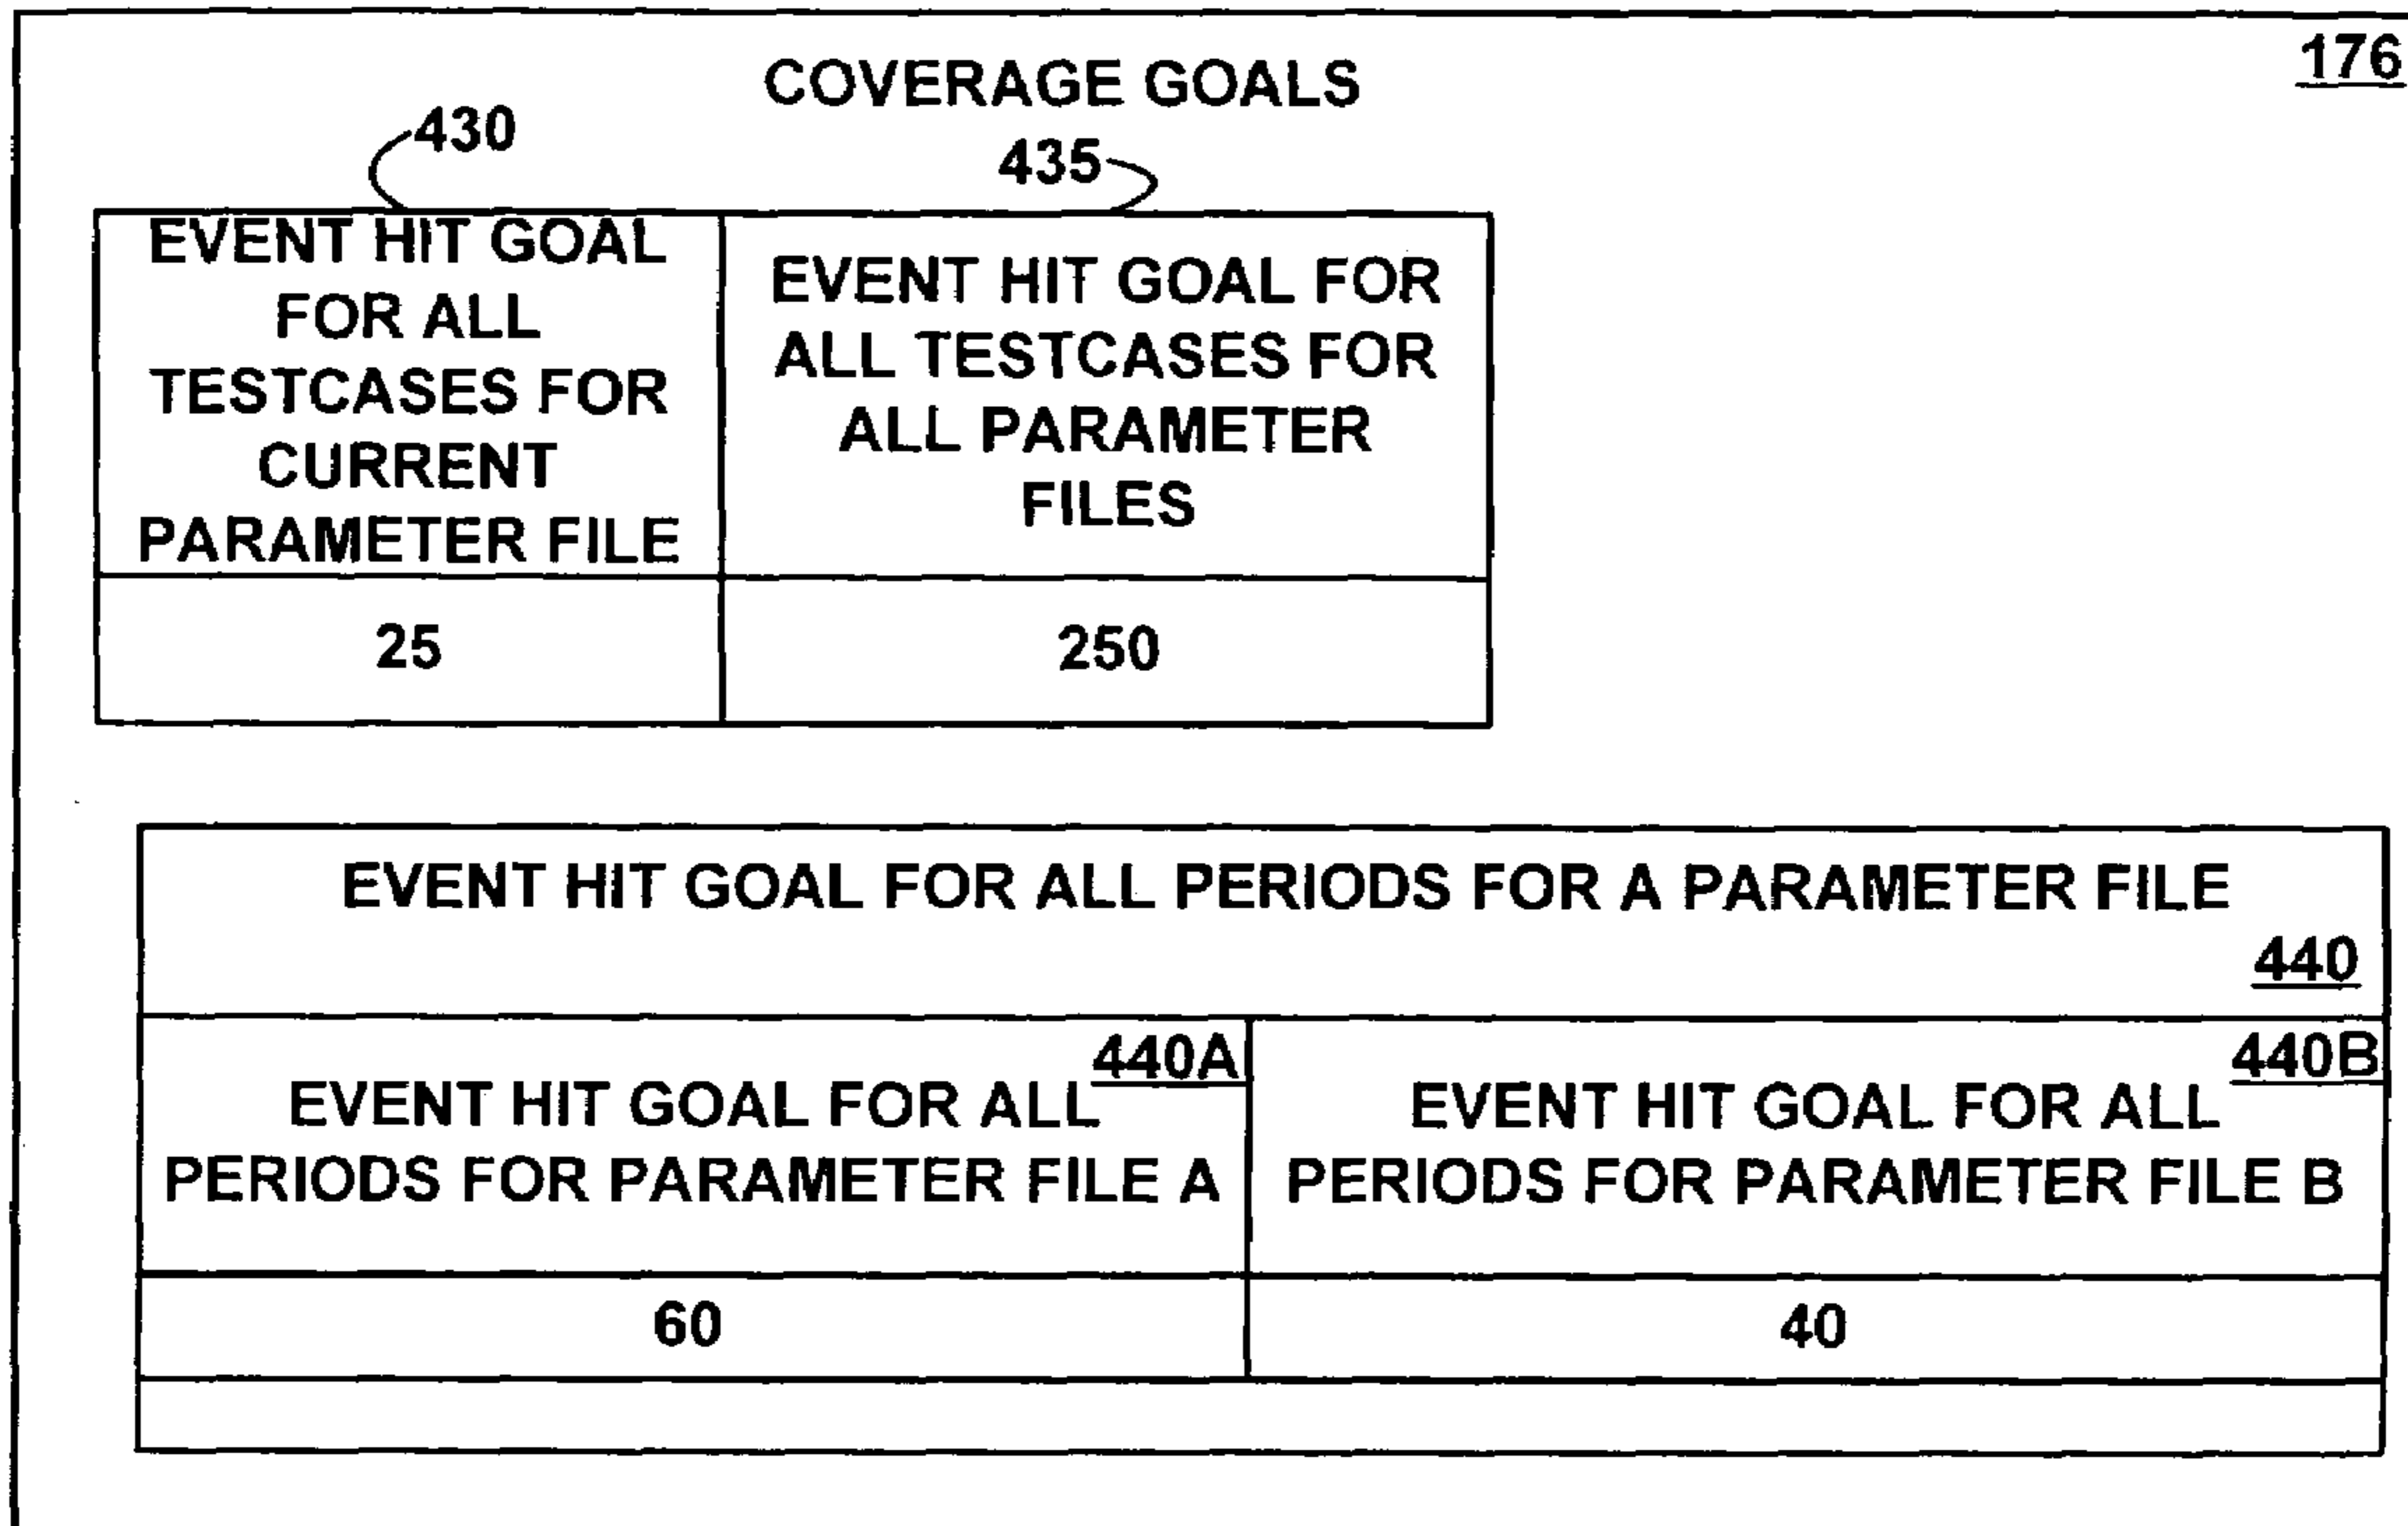 176
COVERAGE GOALS
430
435
EVENT HIT GOAL
FOR ALL
TESTCASES FOR
CURRENT
PARAMETER FILE
EVENT HIT GOAL FOR
ALL TESTCASES FOR
ALL PARAMETER
FILES
25
250
EVENT HIT GOAL FOR ALL PERIODS FOR A PARAMETER FILE
440
440A
EVENT HIT GOAL FOR ALL
PERIODS FOR PARAMETER FILE A
440B
EVENT HIT GOAL FOR ALL
PERIODS FOR PARAMETER FILE B
60
40